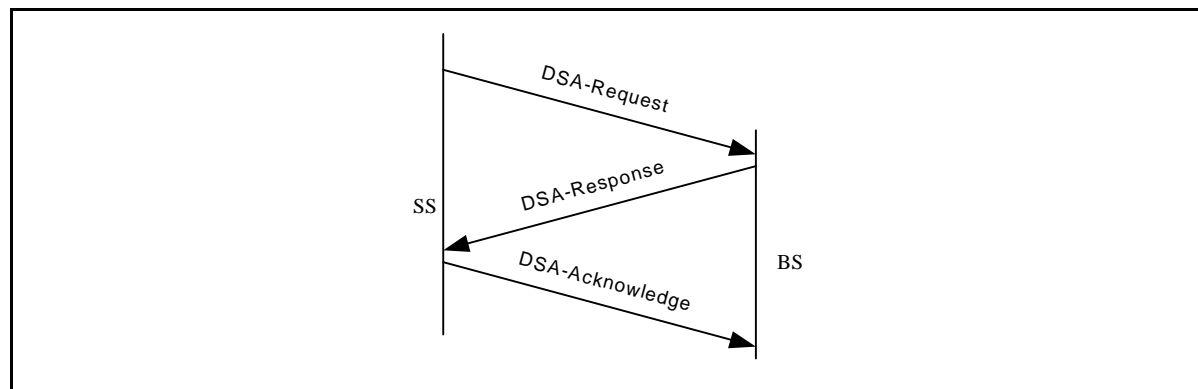 DSA-Request
DSA-Response
SS
DSA-Acknowledge
BS